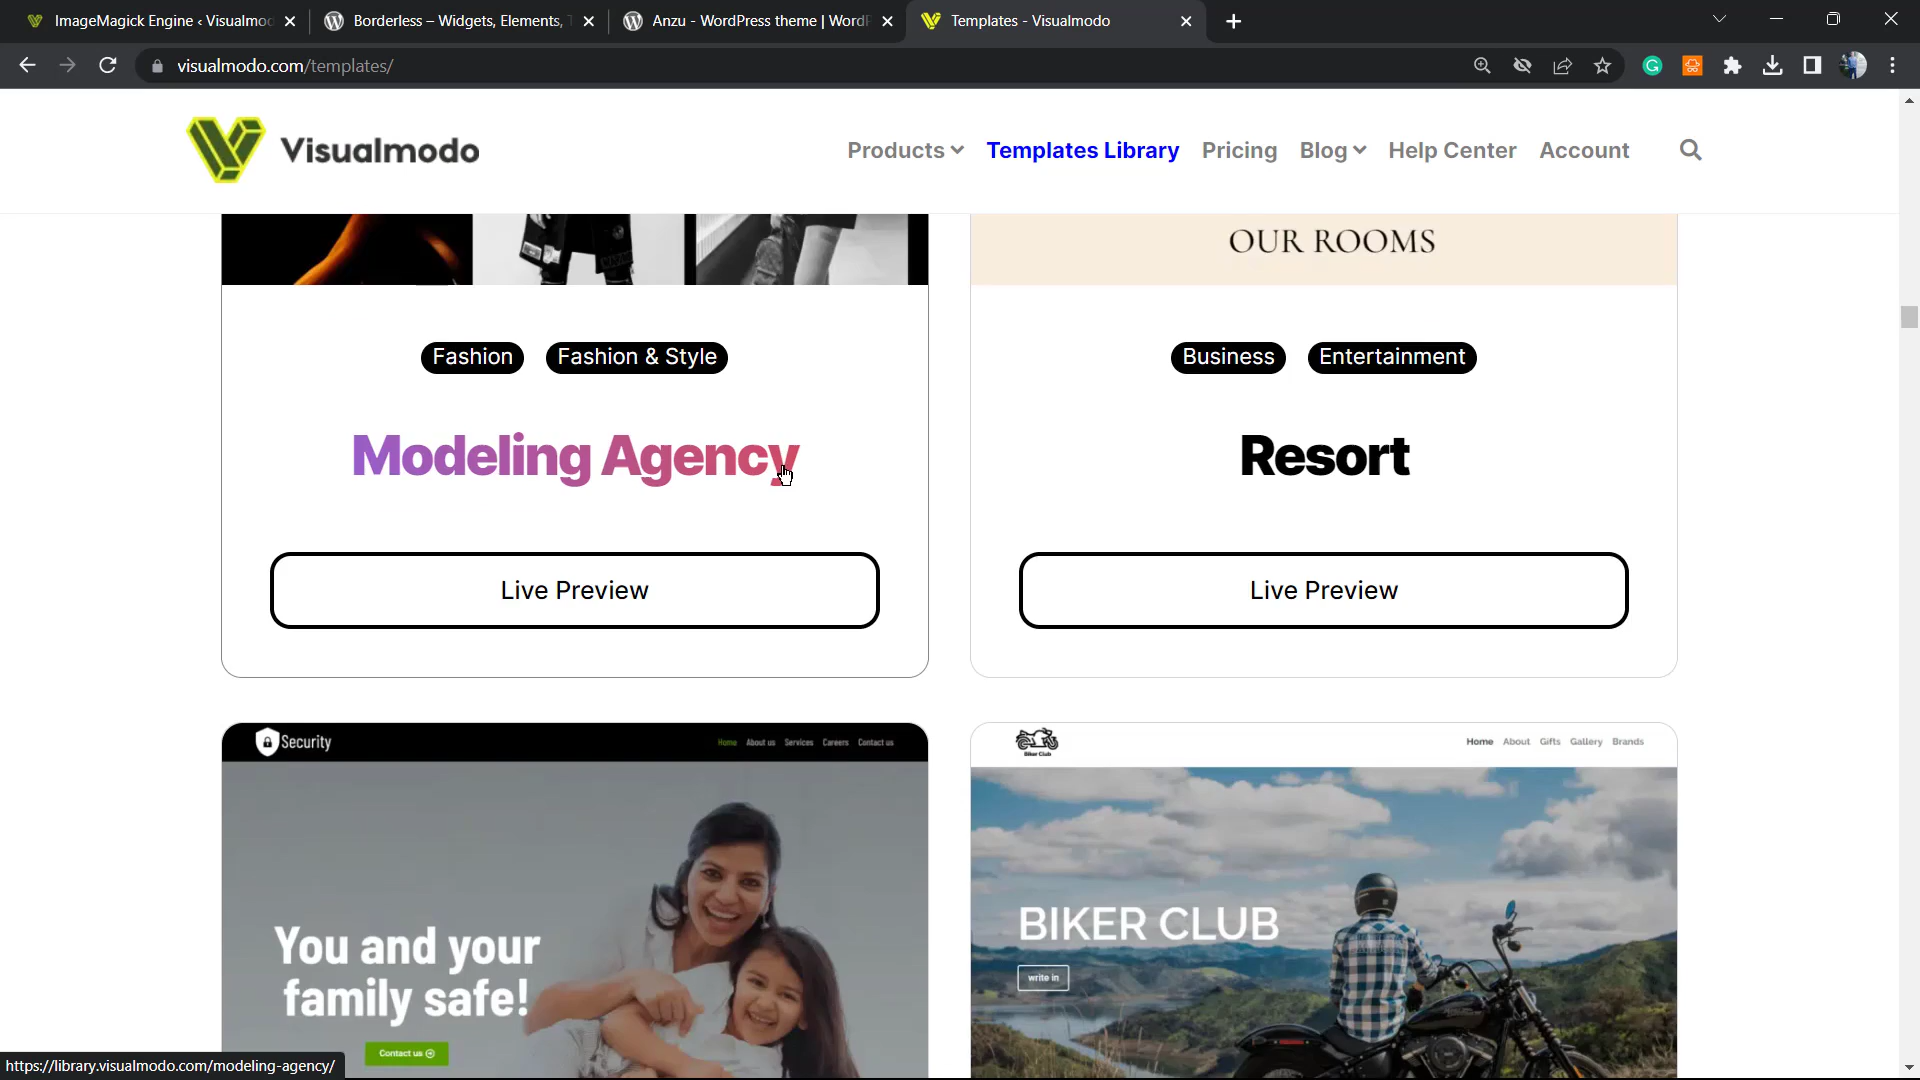 ImageMagick Engine ‹ Visualmod
Borderless – Widgets, Elements, T
Anzu - WordPress theme | WordP
Templates - Visualmodo
visualmodo.com/templates/
Visualmodo
Products
Templates Library
Pricing
Blog
Help Center
Account
OUR ROOMS
Fashion
Fashion & Style
Modeling Agency
Live Preview
Business
Entertainment
Resort
Live Preview
Security
Home About us Services Careers Contact us
You and your
family safe!
Contact us
Biker Club
Home About Gifts Gallery Brands
BIKER CLUB
write in
https://library.visualmodo.com/modeling-agency/